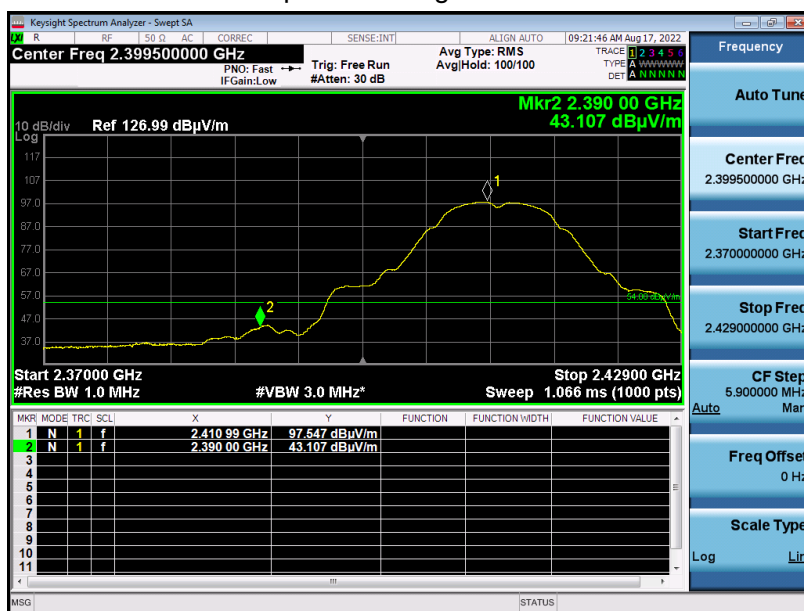 Keysight Spectrum Analyzer - Swept SA
LXI R RF 50 Ω AC CORREC SENSE:INT ALIGN AUTO 09:21:46 AM Aug 17, 2022
Center Freq 2.399500000 GHz
PNO: Fast
IFGain:Low
Trig: Free Run
#Atten: 30 dB
Avg Type: RMS
Avg|Hold: 100/100
TRACE 1 2 3 4 5 6
TYPE A WWWWW
DET A N N N N N
Mkr2 2.390 00 GHz
43.107 dBµV/m
10 dB/div Ref 126.99 dBµV/m
Log
117
107
97.0
87.0
77.0
67.0
57.0
47.0
37.0
1
2
54.00 dBµV/m
Start 2.37000 GHz Stop 2.42900 GHz
#Res BW 1.0 MHz #VBW 3.0 MHz* Sweep 1.066 ms (1000 pts)
MKR MODE TRC SCL X Y FUNCTION FUNCTION WIDTH FUNCTION VALUE
1 N 1 f 2.410 99 GHz 97.547 dBµV/m
2 N 1 f 2.390 00 GHz 43.107 dBµV/m
3
4
5
6
7
8
9
10
11
MSG STATUS
Frequency
Auto Tune
Center Freq
2.399500000 GHz
Start Freq
2.370000000 GHz
Stop Freq
2.429000000 GHz
CF Step
5.900000 MHz
Auto Man
Freq Offset
0 Hz
Scale Type
Log Lin